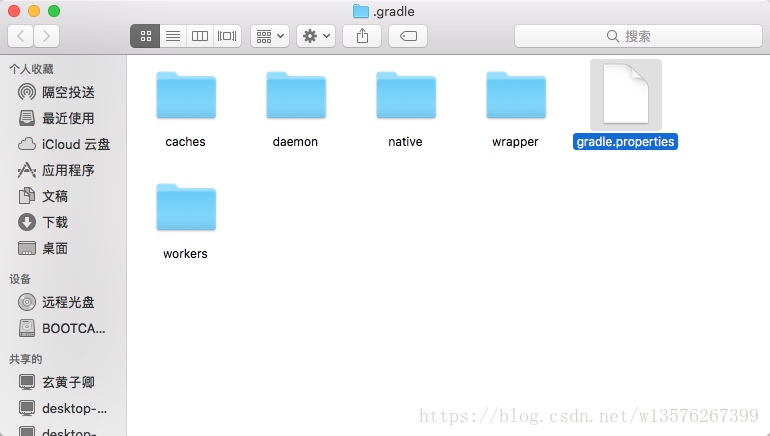 .gradle
搜索
个人收藏
隔空投送
最近使用
iCloud 云盘
应用程序
文稿
下载
桌面
设备
远程光盘
BOOTCA...
共享的
玄黄子卿
desktop-...
desktop-
caches
daemon
native
wrapper
gradle.properties
workers
https://blog.csdn.net/w13576267399